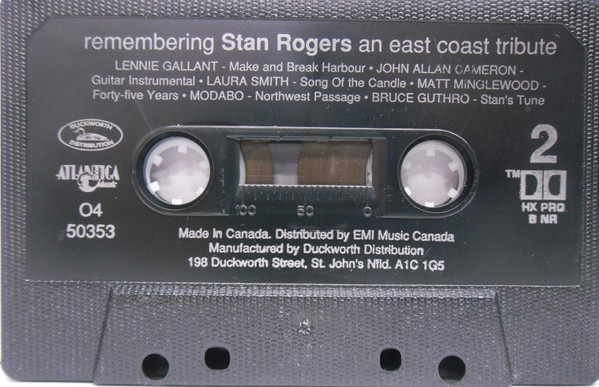 remembering Stan Rogers an east coast tribute
LENNIE GALLANT - Make and Break Harbour • JOHN ALLAN CAMERON -
Guitar Instrumental • LAURA SMITH - Song Of the Candle • MATT MINGLEWOOD -
Forty-five Years • MODABO - Northwest Passage • BRUCE GUTHRO - Stan's Tune
DUCKWORTH
DISTRIBUTION
ATLANTICA
Music
04
50353
100 50 0
2
TM
HX PRO
B NR
Made in Canada. Distributed by EMI Music Canada
Manufactured by Duckworth Distribution
198 Duckworth Street, St. John's Nfld. A1C 1G5